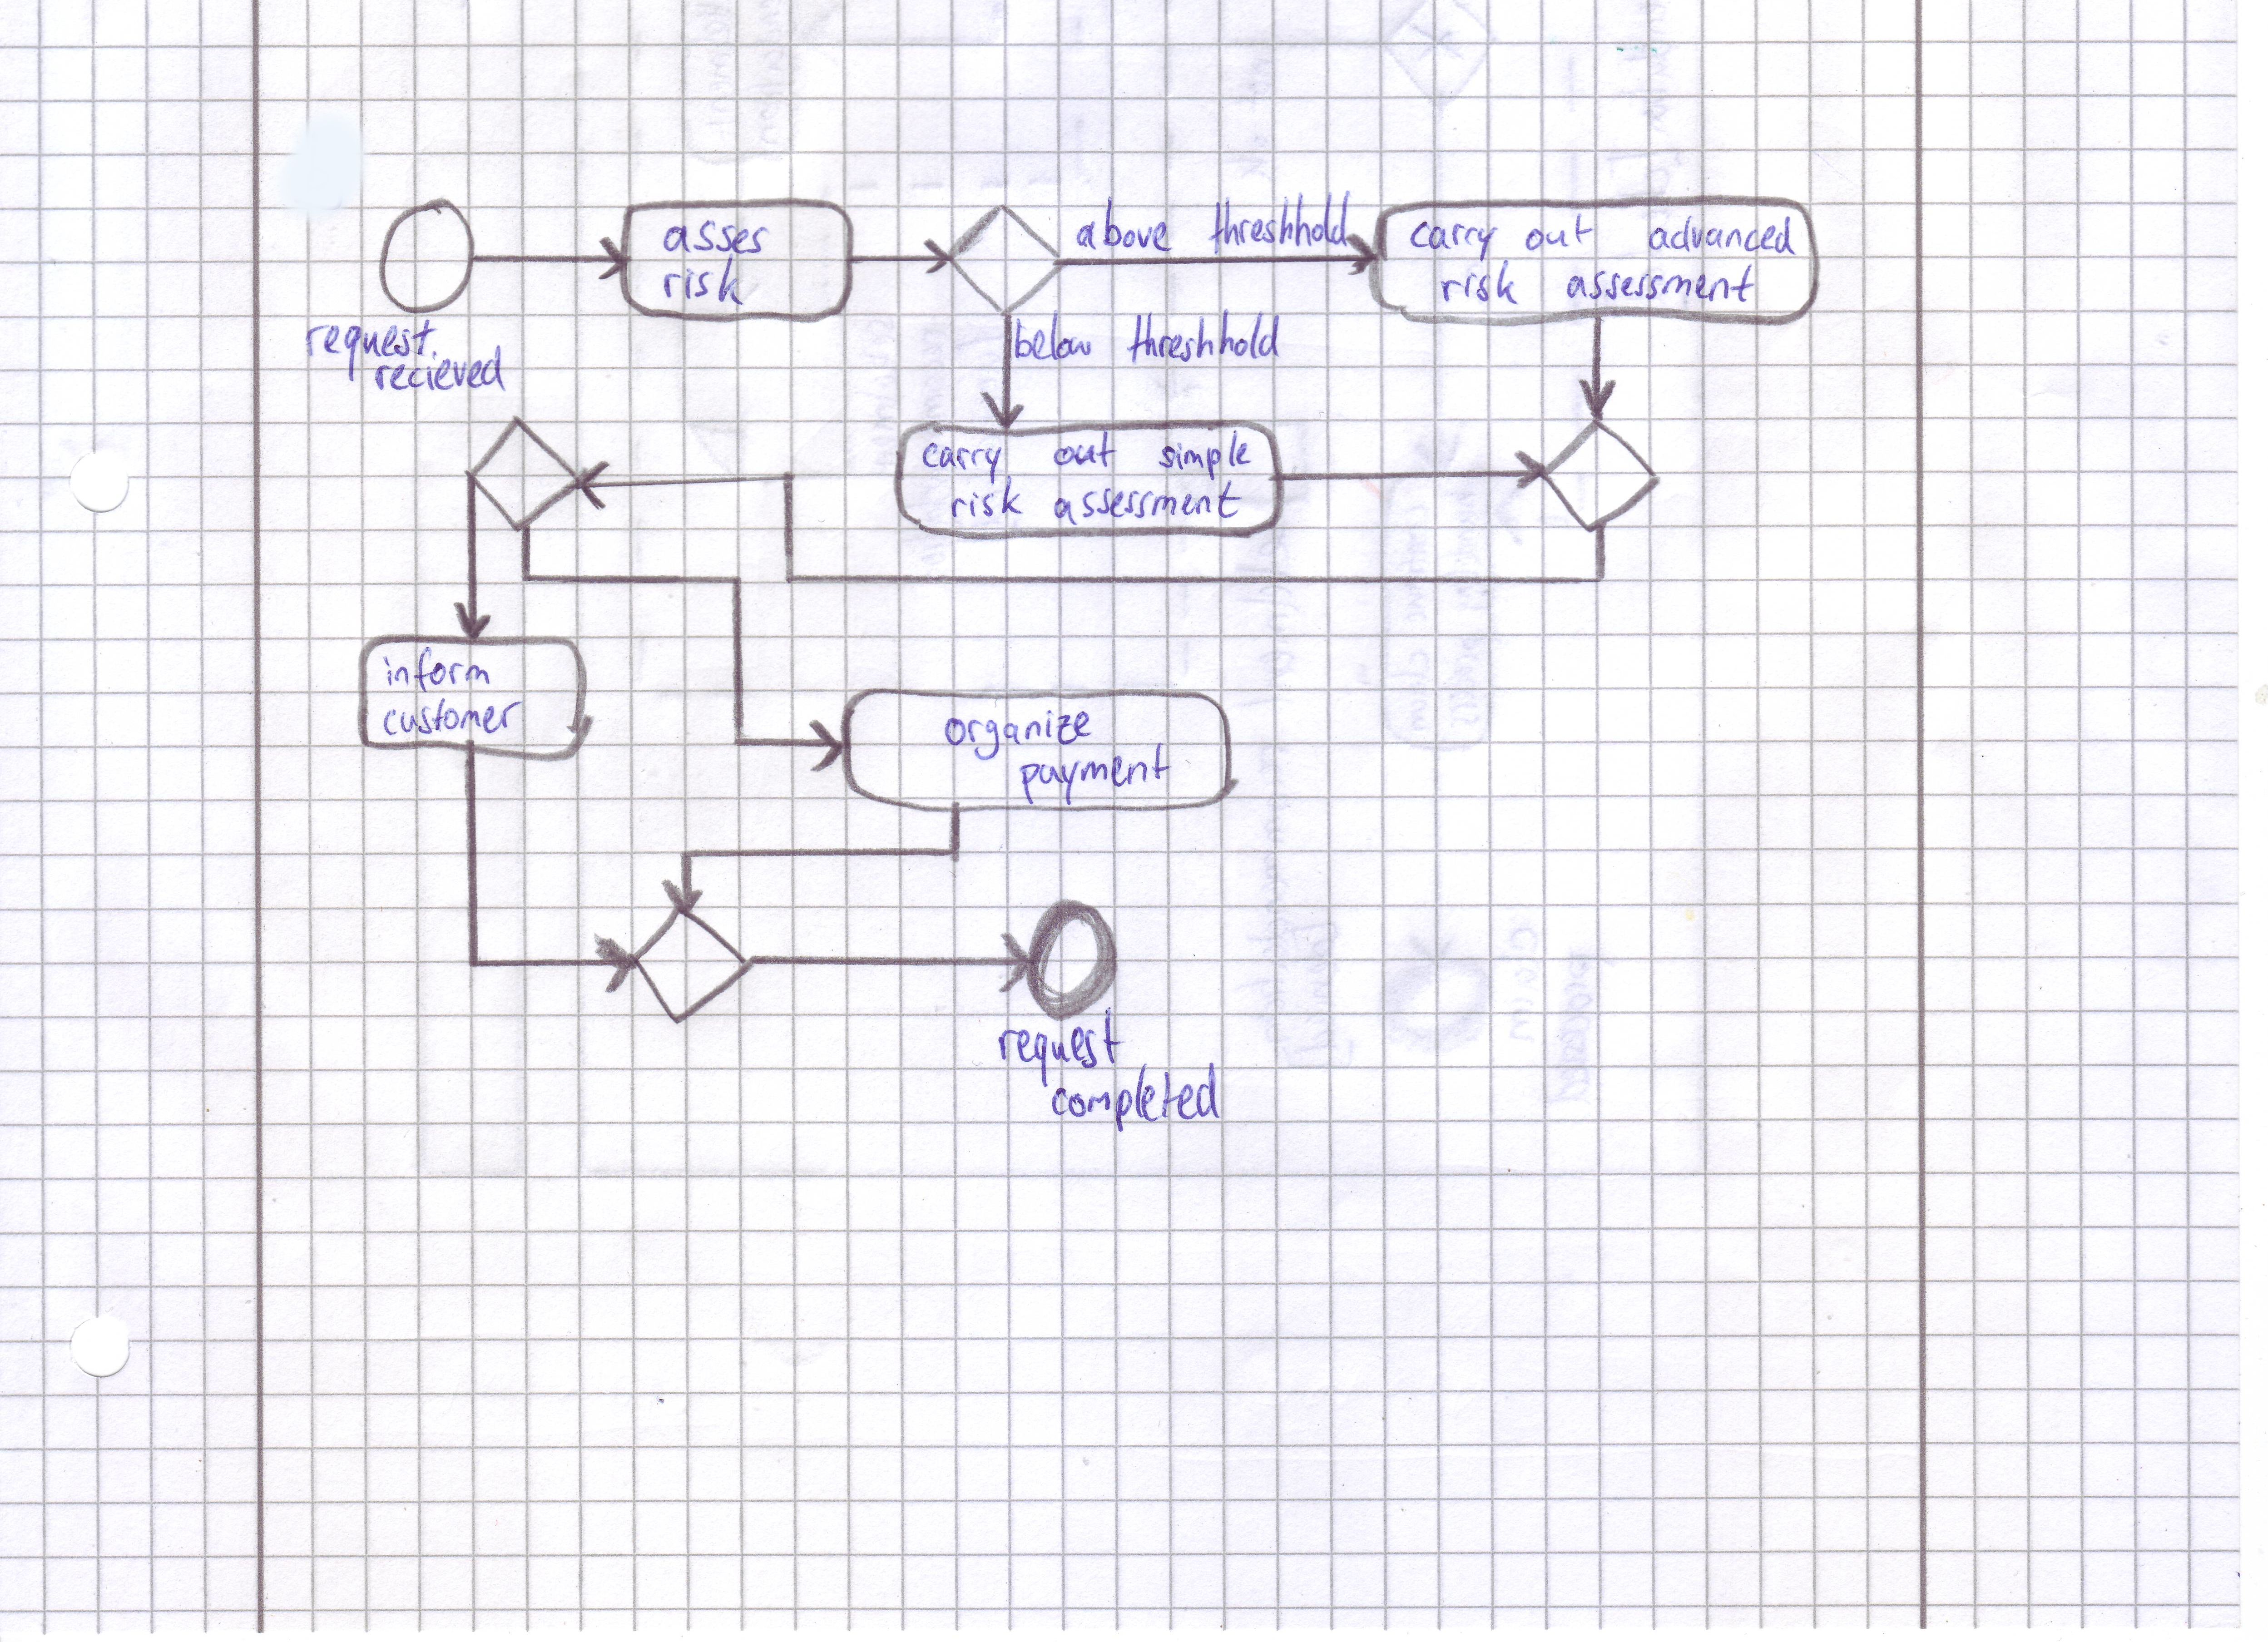 asses
risk
above threshhold
carry out advanced
risk assessment
request
recieved
below threshhold
carry out simple
risk assessment
inform
customer
organize
payment
request
completed